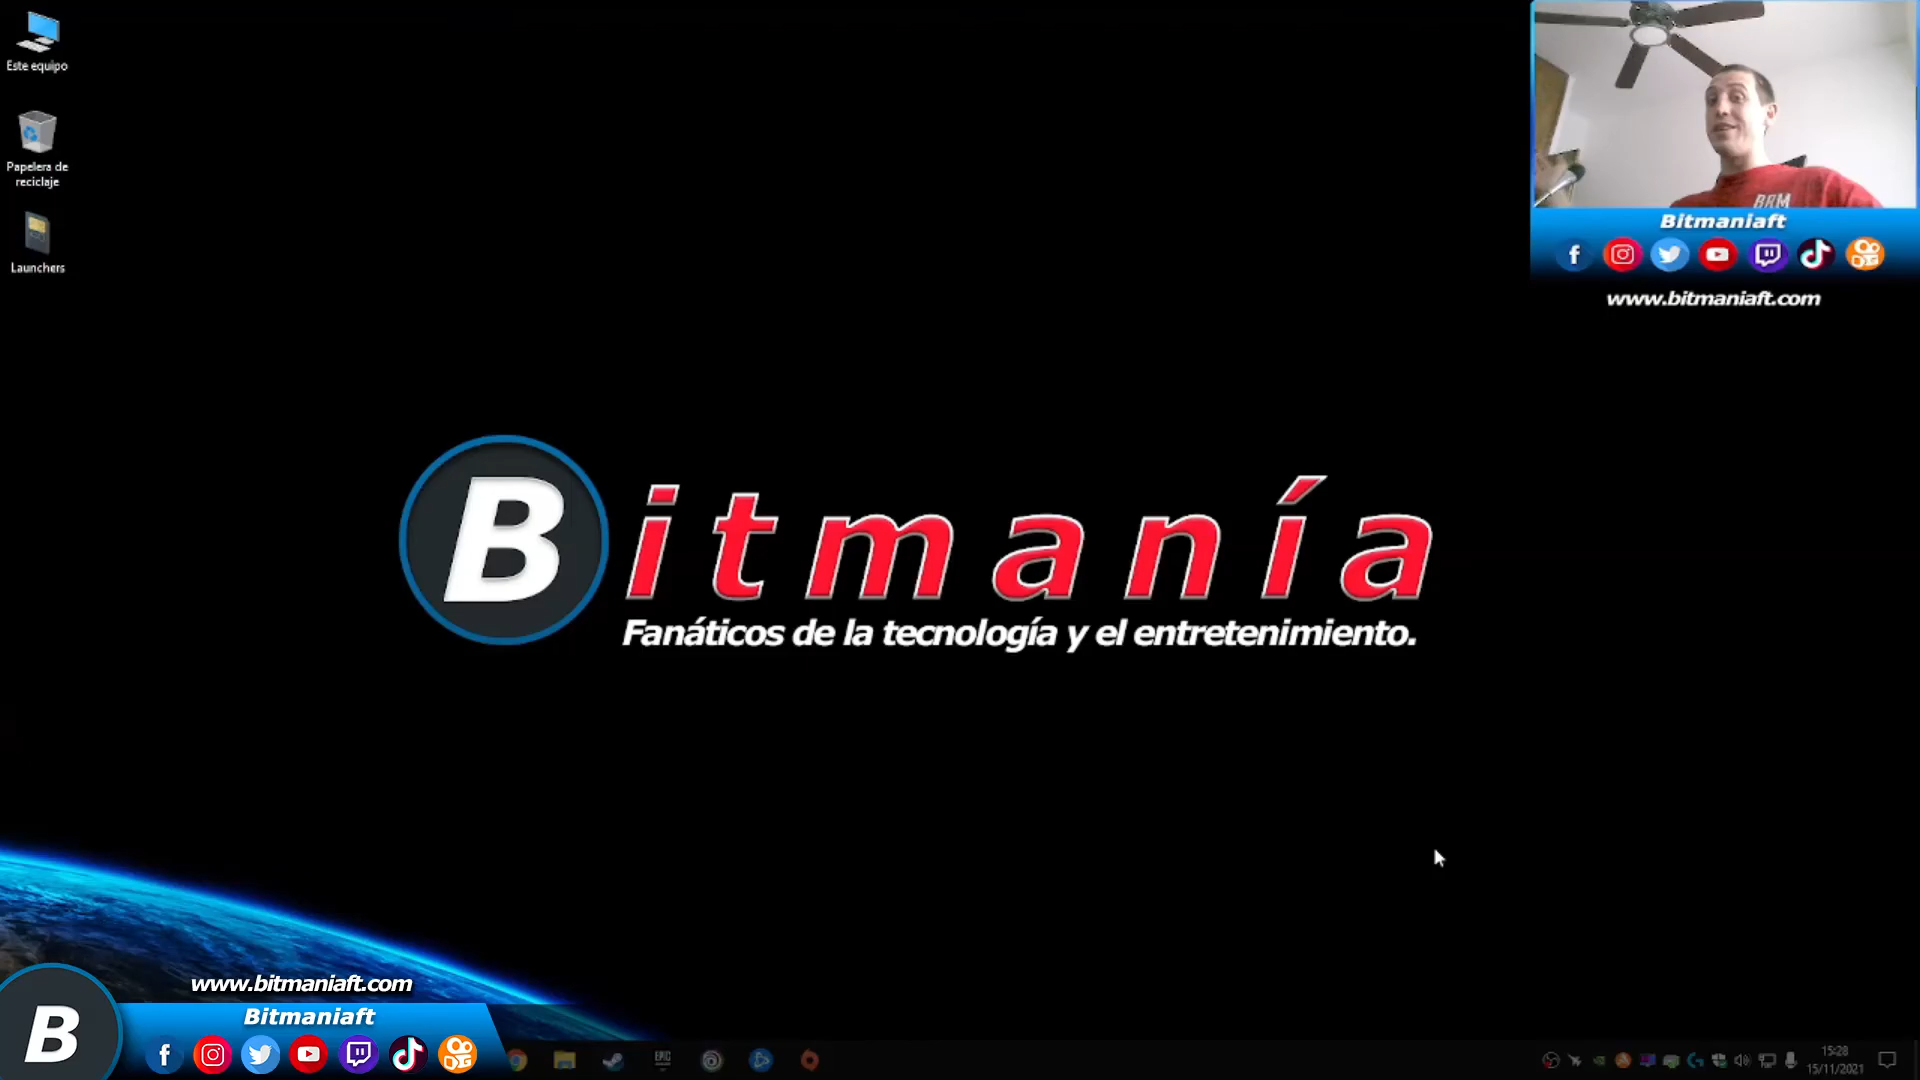 Este equipo
Papelera de
reciclaje
Launchers
BRM
Bitmaniaft
www.bitmaniaft.com
Bitmanía
Fanáticos de la tecnología y el entretenimiento.
www.bitmaniaft.com
Bitmaniaft
B
EPIC
15:28
15/11/2021